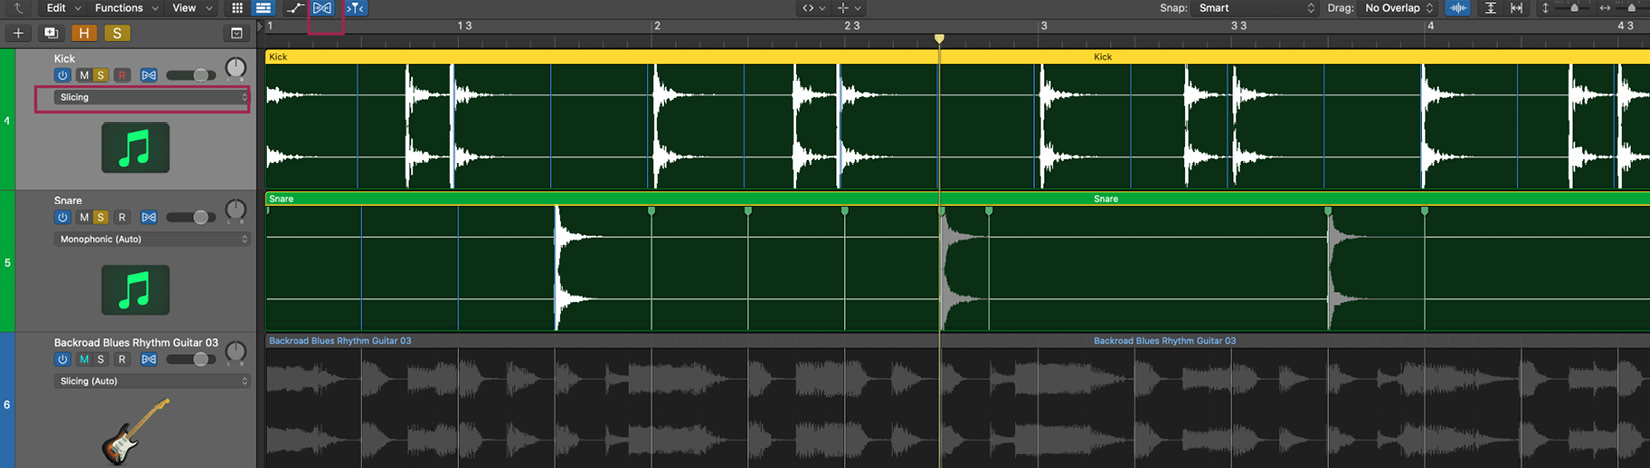 Edit Functions View Snap: Smart Drag: No Overlap
1 1 3 2 2 3 3 3 3 4 4 3
H S
Kick
M S R
Slicing
4
Kick Kick
Snare
M S R
Monophonic (Auto)
5
Snare Snare
Backroad Blues Rhythm Guitar 03
M S R
Slicing (Auto)
6
Backroad Blues Rhythm Guitar 03 Backroad Blues Rhythm Guitar 03